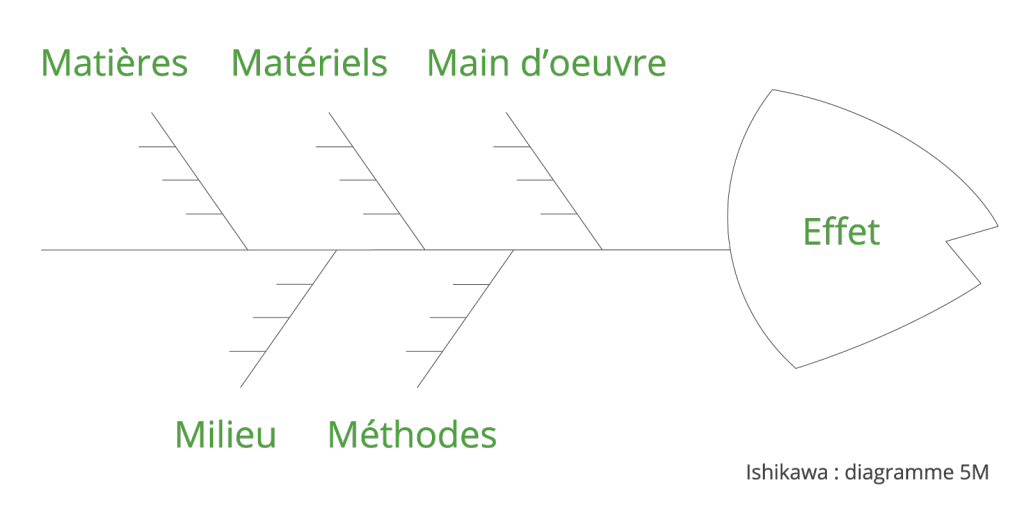 Matières
Matériels
Main d’oeuvre
Effet
Milieu
Méthodes
Ishikawa : diagramme 5M